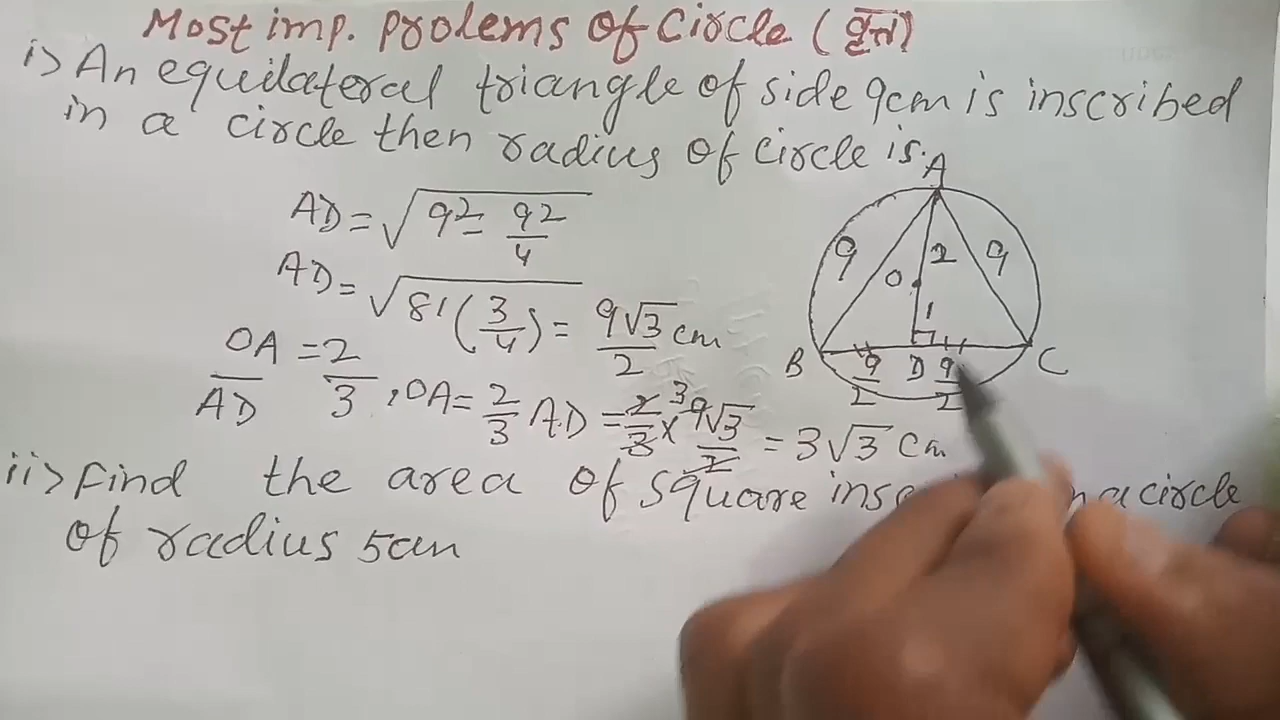 Most imp. prolems of Circle (वृत्त)
i> An equilateral triangle of side 9cm is inscribed
in a circle then radius of circle is.
A
AD = √(9² - 9²/4)
AD = √(81(3/4)) = 9√3/2 cm
9 9
2
O
1
B 9/2 D 9/2 C
OA/AD = 2/3, OA = 2/3 A.D = 2/3 × 3 9√3/2 = 3√3 cm
ii> Find the area of square in a circle
of radius 5cm